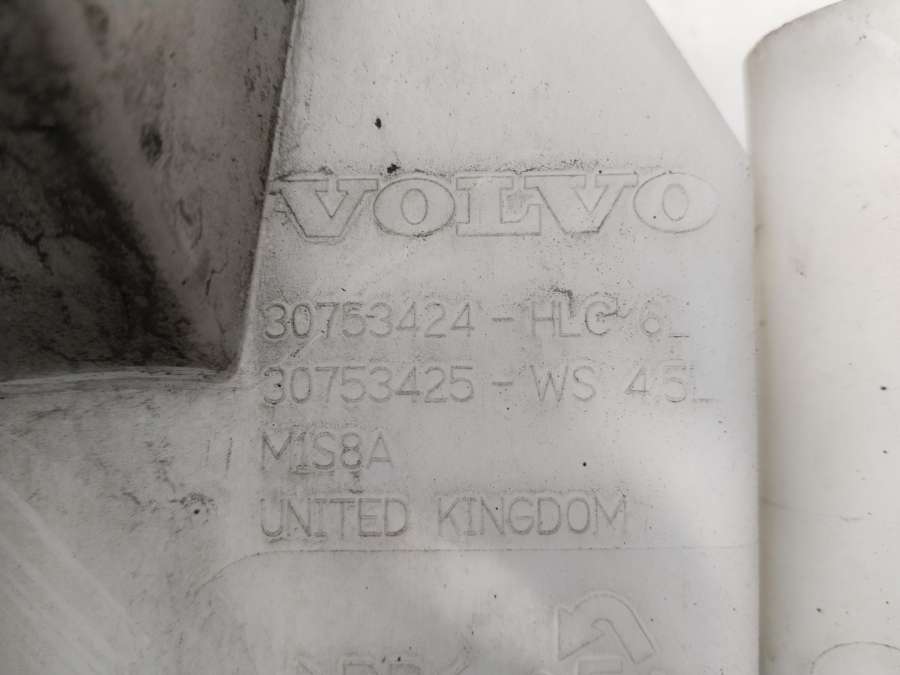 VOLVO
30753424 - HLC 6L
30753425 - WS 4.5L
M1S8A
UNITED KINGDOM